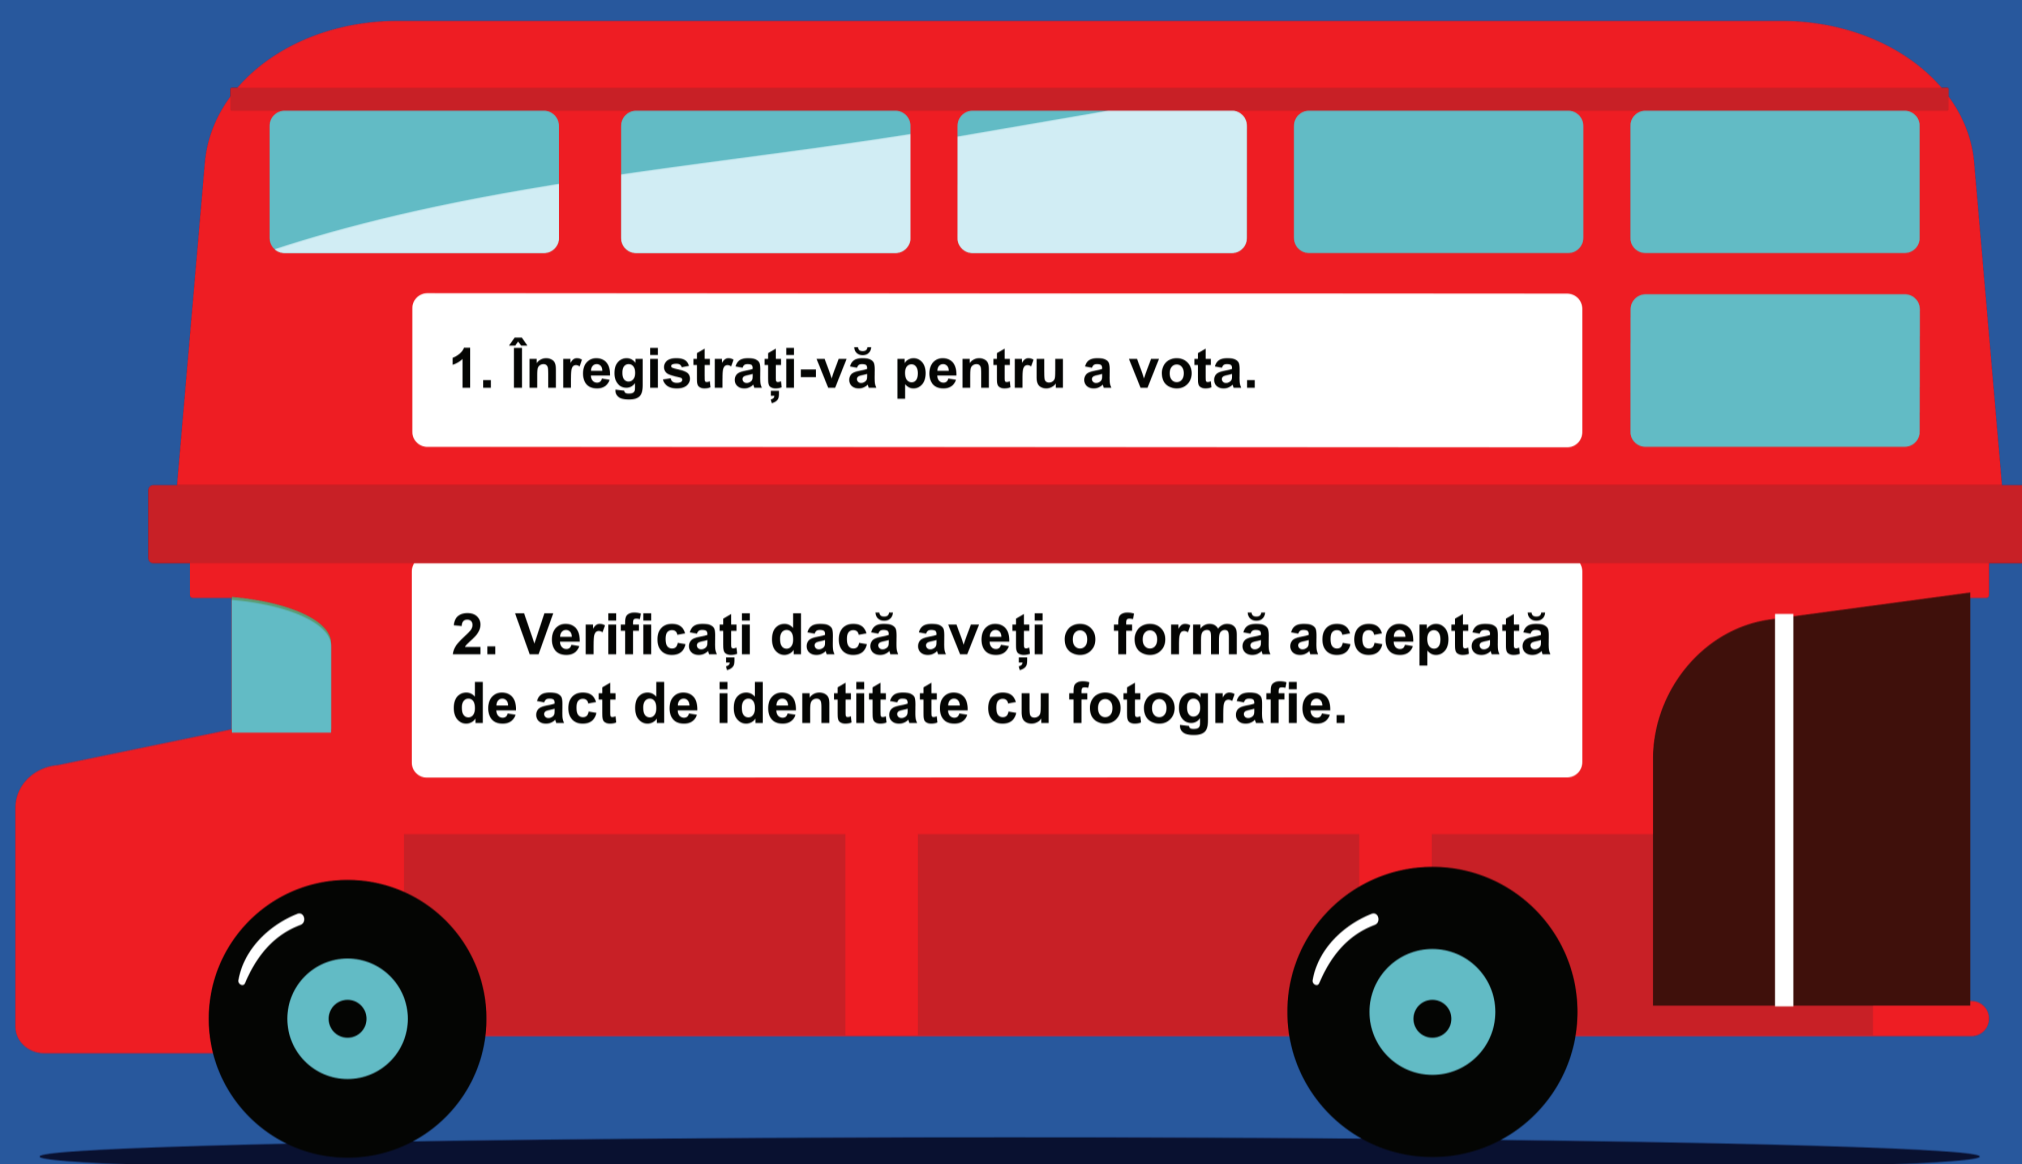 1. Înregistrați-vă pentru a vota.
2. Verificați dacă aveți o formă acceptată
de act de identitate cu fotografie.